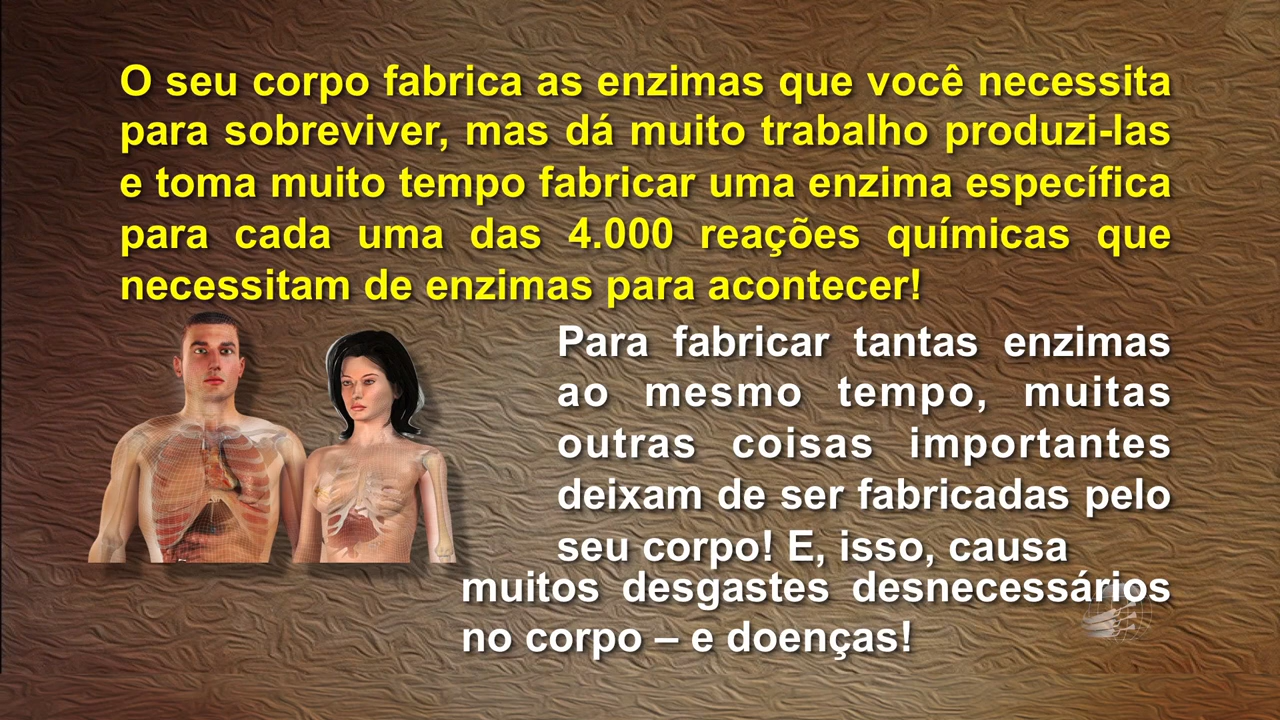 O seu corpo fabrica as enzimas que você necessita
para sobreviver, mas dá muito trabalho produzi-las
e toma muito tempo fabricar uma enzima específica
para cada uma das 4.000 reações químicas que
necessitam de enzimas para acontecer!
Para fabricar tantas enzimas
ao mesmo tempo, muitas
outras coisas importantes
deixam de ser fabricadas pelo
seu corpo! E, isso, causa
muitos desgastes desnecessários
no corpo – e doenças!